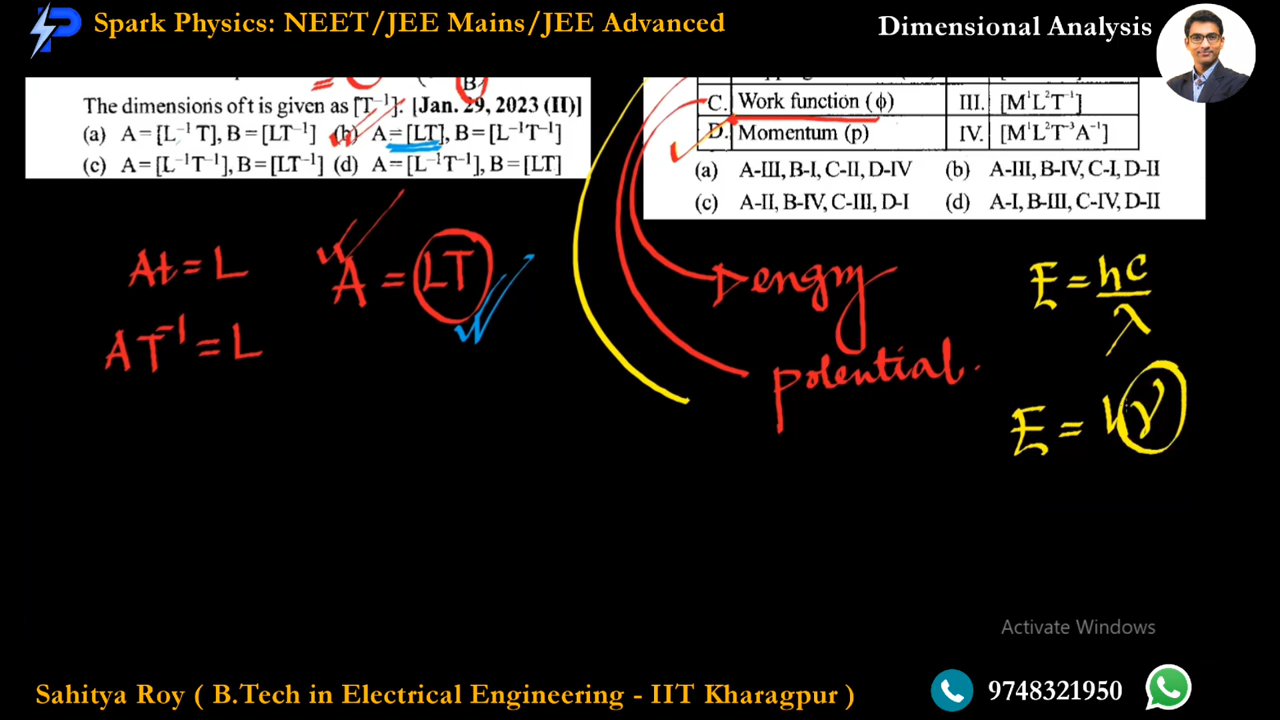 Spark Physics: NEET/JEE Mains/JEE Advanced
Dimensional Analysis
(B)
The dimensions of t is given as [T⁻¹]. [Jan. 29, 2023 (II)]
(a) A = [L⁻¹ T], B = [LT⁻¹] (b) A = [LT], B = [L⁻¹T⁻¹]
(c) A = [L⁻¹T⁻¹], B = [LT⁻¹] (d) A = [L⁻¹T⁻¹], B = [LT]
C. Work function (ϕ) III. [M¹L²T⁻¹]
D. Momentum (p) IV. [M¹L²T⁻³A⁻¹]
(a) A-III, B-I, C-II, D-IV (b) A-III, B-IV, C-I, D-II
(c) A-II, B-IV, C-III, D-I (d) A-I, B-III, C-IV, D-II
At = L
A = LT
AT⁻¹ = L
engry
potential.
E = hc/λ
E = hν
Activate Windows
Sahitya Roy ( B.Tech in Electrical Engineering - IIT Kharagpur )
9748321950